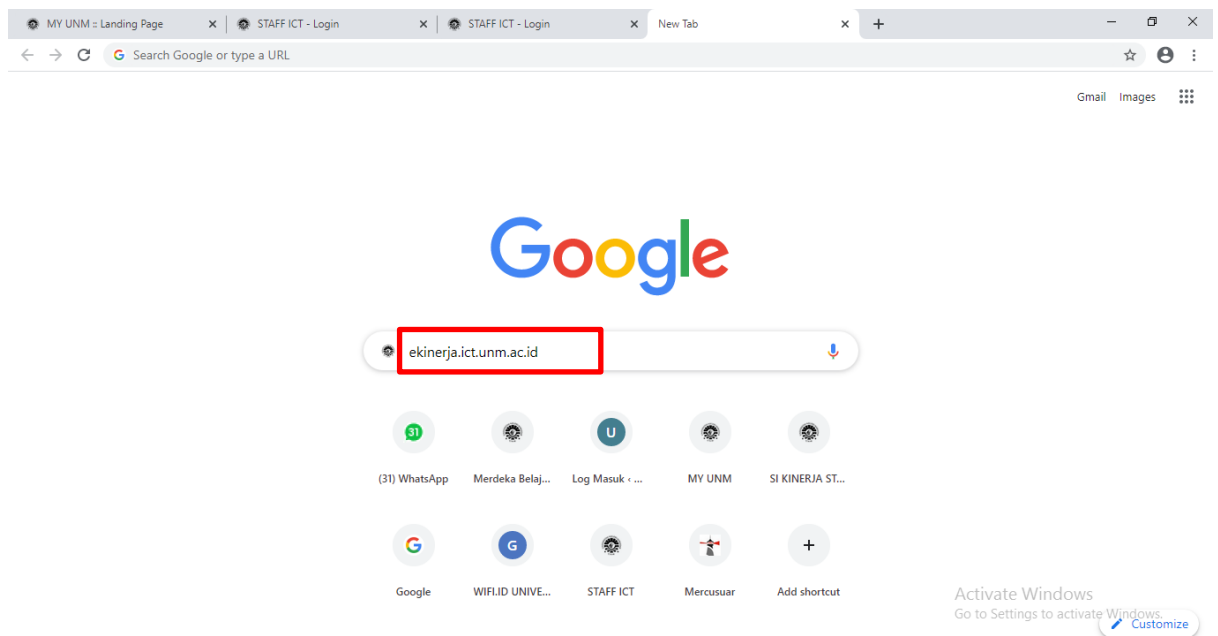 MY UNM :: Landing Page
STAFF ICT - Login
STAFF ICT - Login
New Tab
Search Google or type a URL
Gmail Images
Google
ekinerja.ict.unm.ac.id
31
U
(31) WhatsApp
Merdeka Belaj...
Log Masuk ‹ ...
MY UNM
SI KINERJA ST...
G
Google
WIFI.ID UNIVE...
STAFF ICT
Mercusuar
Add shortcut
Activate Windows
Go to Settings to activate Windows.
Customize